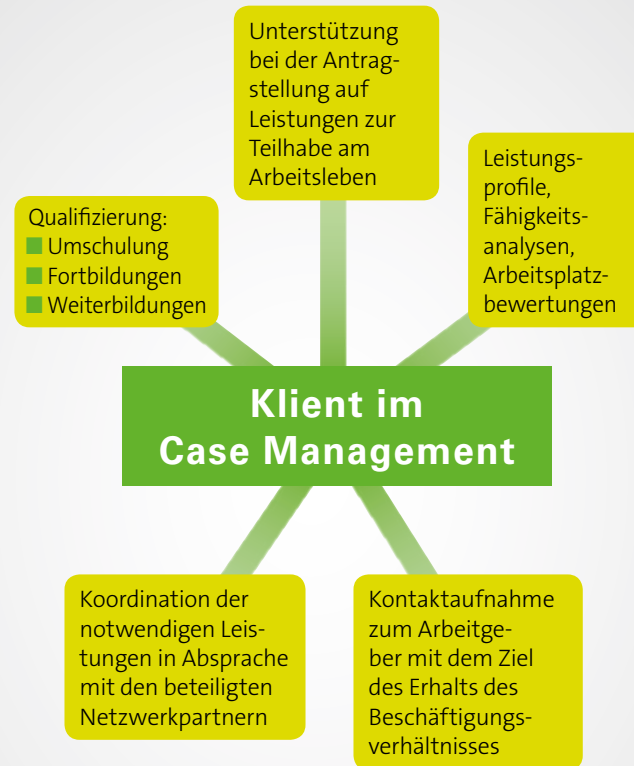 Unterstützung
bei der Antrag-
stellung auf
Leistungen zur
Teilhabe am
Arbeitsleben
Leistungs-
profile,
Fähigkeits-
analysen,
Arbeitsplatz-
bewertungen
Qualifizierung:
Umschulung
Fortbildungen
Weiterbildungen
Klient im
Case Management
Koordination der
notwendigen Leis-
tungen in Absprache
mit den beteiligten
Netzwerkpartnern
Kontaktaufnahme
zum Arbeitge-
ber mit dem Ziel
des Erhalts des
Beschäftigungs-
verhältnisses